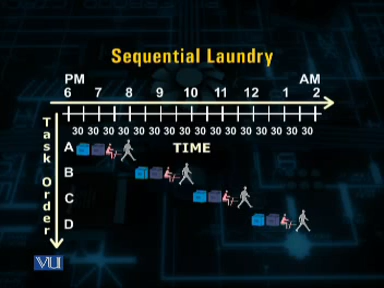 Sequential Laundry
PM AM
6 7 8 9 10 11 12 1 2
30 30 30 30 30 30 30 30 30 30 30 30 30 30 30 30
TIME
Task Order
A
B
C
D
VU